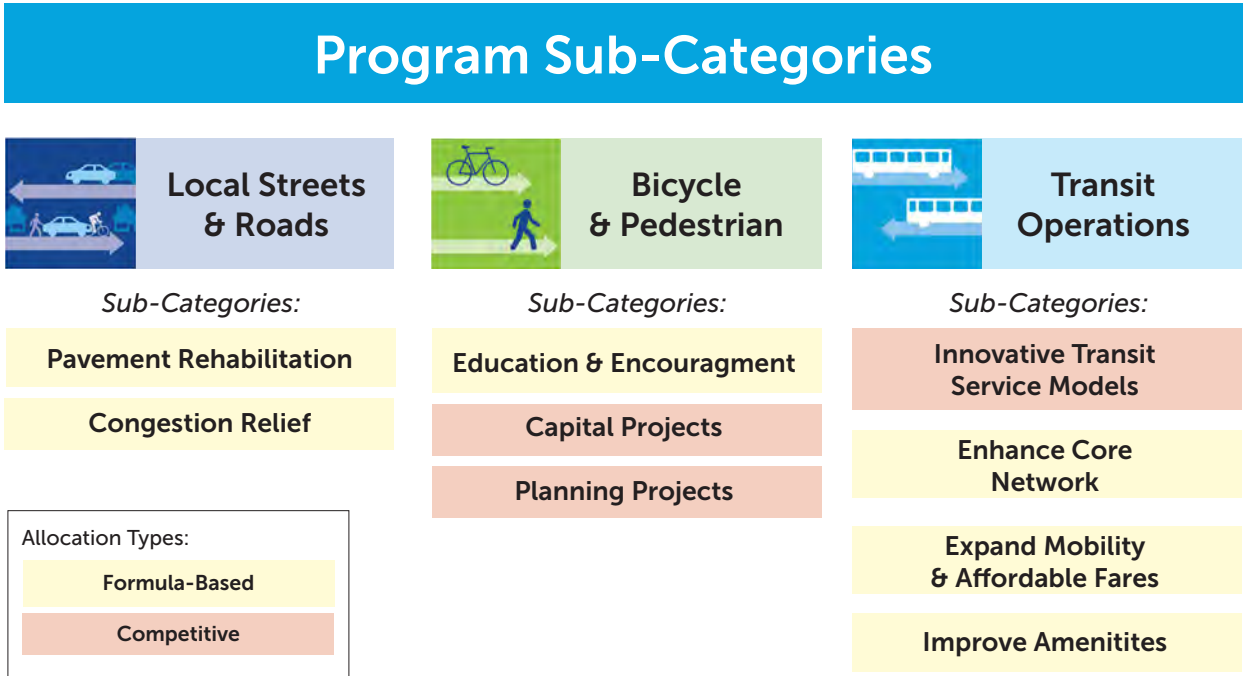 Program Sub-Categories
Local Streets
& Roads
Sub-Categories:
Pavement Rehabilitation
Congestion Relief
Allocation Types:
Formula-Based
Competitive
Bicycle
& Pedestrian
Sub-Categories:
Education & Encouragment
Capital Projects
Planning Projects
Transit
Operations
Sub-Categories:
Innovative Transit
Service Models
Enhance Core
Network
Expand Mobility
& Affordable Fares
Improve Amenitites